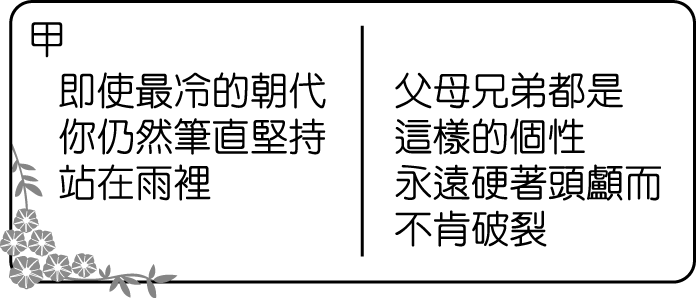 甲
即使最冷的朝代
你仍然筆直堅持
站在雨裡
父母兄弟都是
這樣的個性
永遠硬著頭顱而
不肯破裂